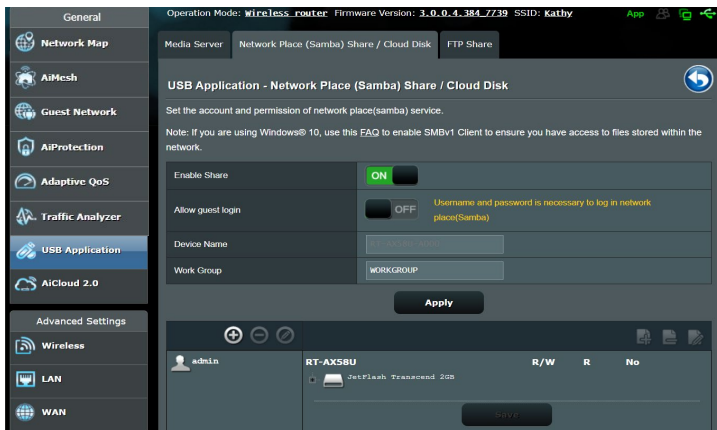 General
Operation Mode: Wireless router Firmware Version: 3.0.0.4.384_7739 SSID: Kathy
App
Network Map
AiMesh
Guest Network
AiProtection
Adaptive QoS
Traffic Analyzer
USB Application
AiCloud 2.0
Advanced Settings
Wireless
LAN
WAN
Media Server
Network Place (Samba) Share / Cloud Disk
FTP Share
USB Application - Network Place (Samba) Share / Cloud Disk
Set the account and permission of network place(samba) service.
Note: If you are using Windows® 10, use this FAQ to enable SMBv1 Client to ensure you have access to files stored within the
network.
Enable Share
ON
Allow guest login
OFF
Username and password is necessary to log in network
place(Samba)
Device Name
Work Group
WORKGROUP
Apply
admin
RT-AX58U
R/W
R
No
JetFlash Transcend 2GB
Save